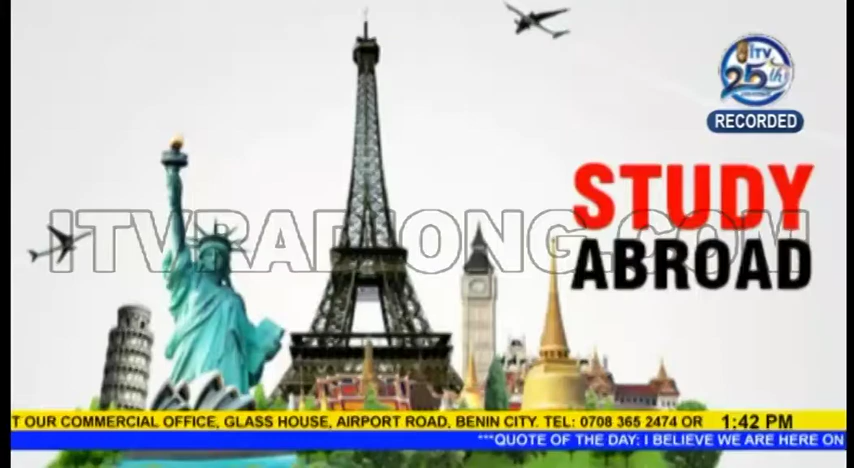 iTV
25th
RECORDED
STUDY
ABROAD
ITVRADIONG.COM
T OUR COMMERCIAL OFFICE, GLASS HOUSE, AIRPORT ROAD, BENIN CITY. TEL: 0708 365 2474 OR
1:42 PM
***QUOTE OF THE DAY: I BELIEVE WE ARE HERE ON